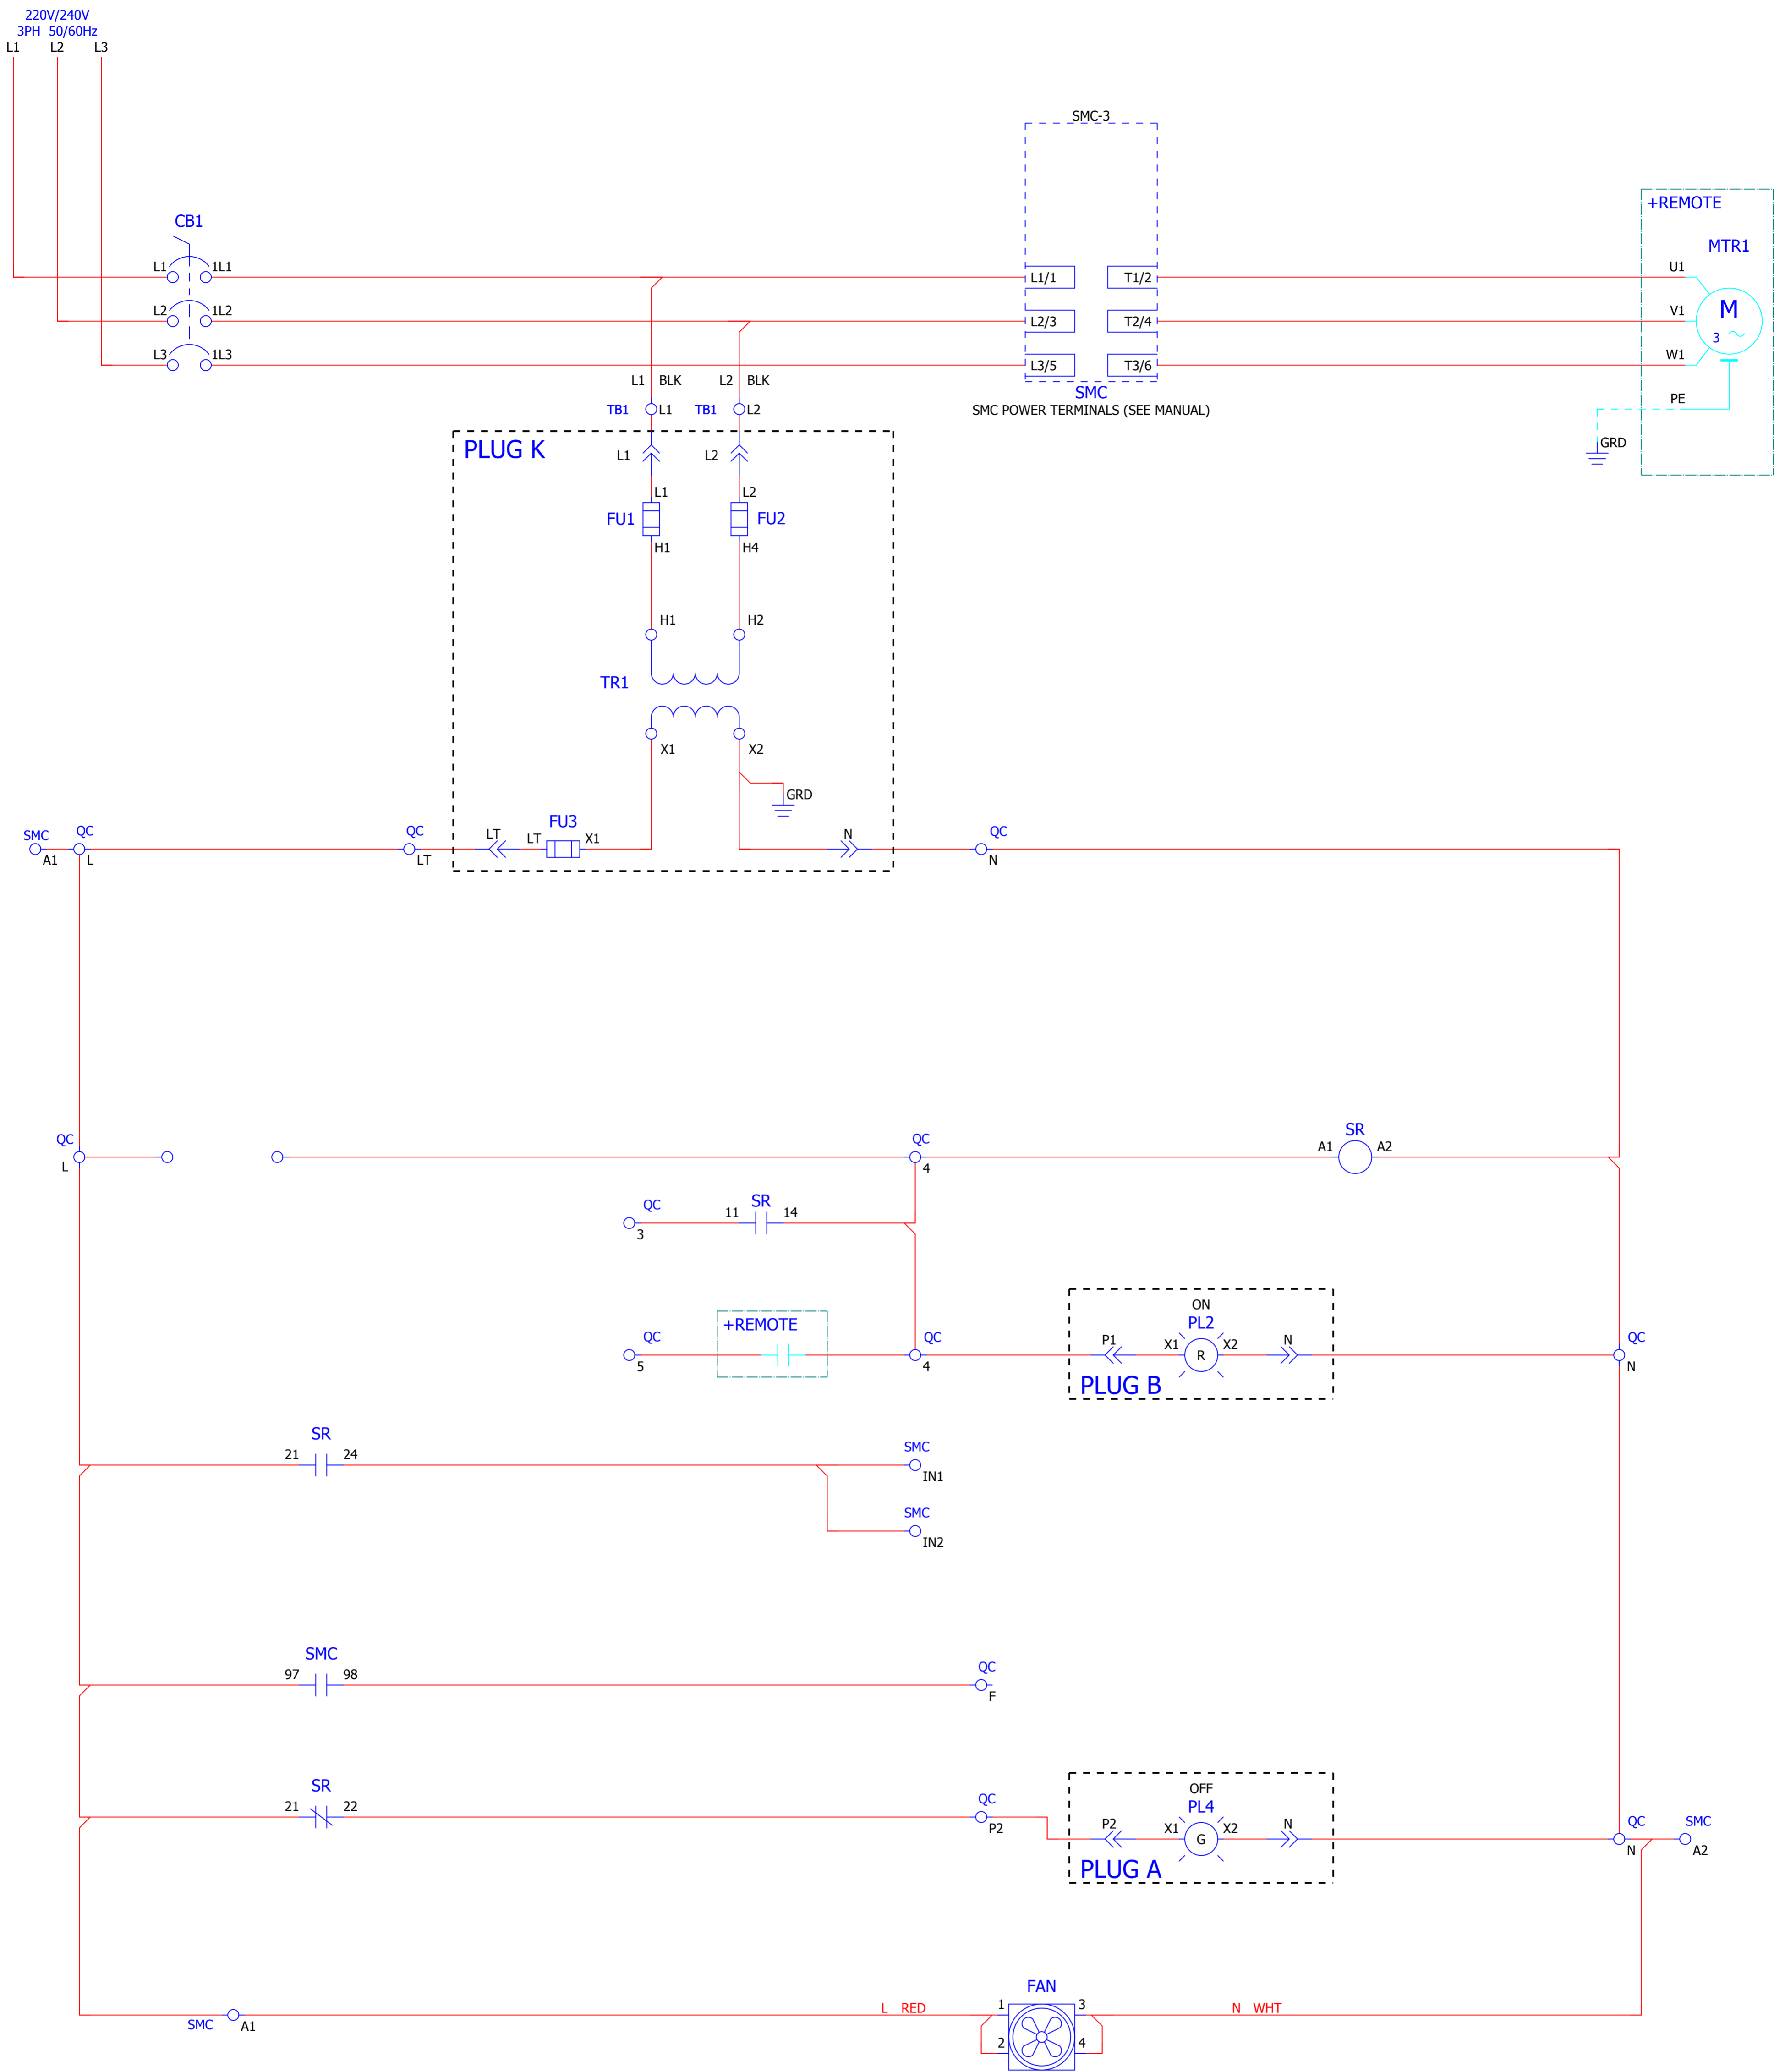 220V/240V
3PH 50/60Hz
L1 L2 L3
SMC-3
+REMOTE
CB1
MTR1
L1 1L1 L1/1 T1/2 U1
L2 1L2 L2/3 T2/4 V1
M
3
L3 1L3 L3/5 T3/6 W1
L1 BLK L2 BLK
SMC
PE
TB1 L1 TB1 L2
SMC POWER TERMINALS (SEE MANUAL)
GRD
PLUG K
L1 L2
L1 L2
FU1 FU2
H1 H4
H1 H2
TR1
X1 X2
GRD
FU3
SMC QC QC LT LT X1 N QC
A1 L LT N
SR
QC QC A1 A2
L 4
SR
QC 11 14
3
ON
+REMOTE PL2
QC QC P1 X1 R X2 N QC
5 4 N
PLUG B
SR
21 24 SMC
IN1
SMC
IN2
SMC
97 98 QC
F
SR OFF
21 22 QC PL4
P2 P2 X1 G X2 N QC SMC
N A2
PLUG A
FAN
L RED 1 3 N WHT
SMC A1
2 4